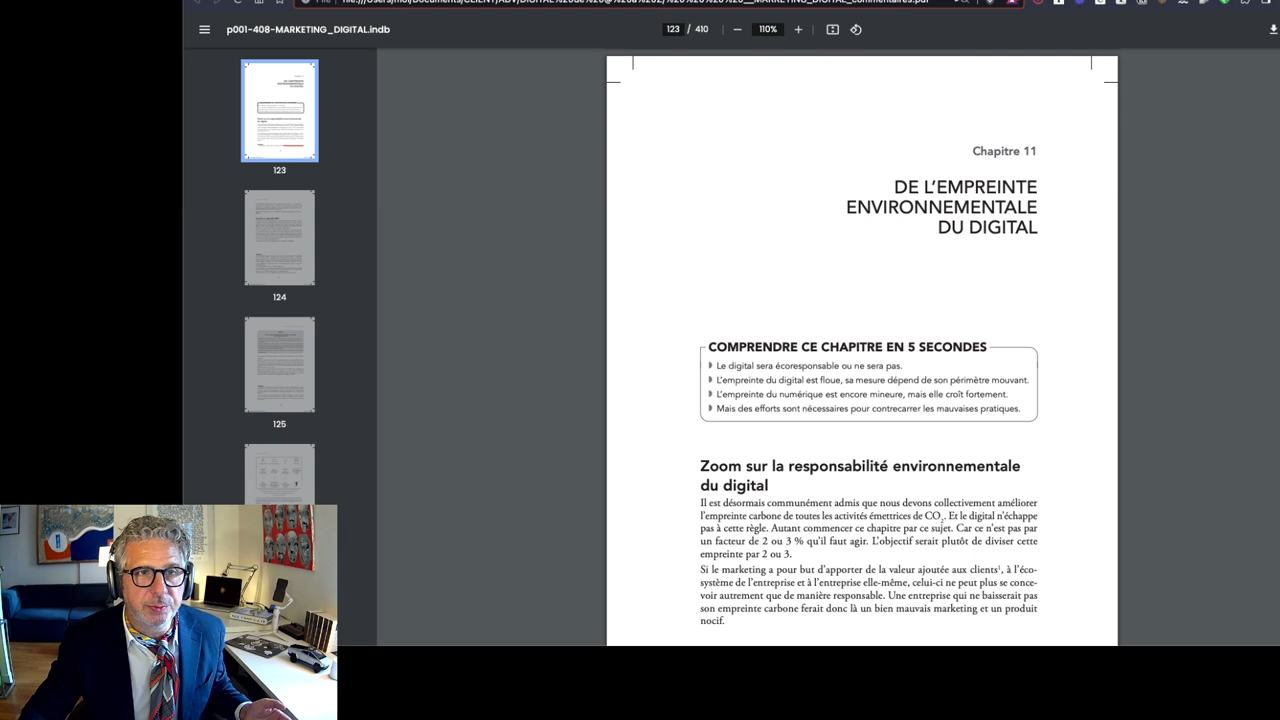 p001-408-MARKETING_DIGITAL.indb
123 / 410
110%
123
124
125
Chapitre 11
DE L’EMPREINTE
ENVIRONNEMENTALE
DU DIGITAL
COMPRENDRE CE CHAPITRE EN 5 SECONDES
Le digital sera écoresponsable ou ne sera pas.
L’empreinte du digital est floue, sa mesure dépend de son périmètre mouvant.
L’empreinte du numérique est encore mineure, mais elle croît fortement.
Mais des efforts sont nécessaires pour contrecarrer les mauvaises pratiques.
Zoom sur la responsabilité environnementale
du digital
Il est désormais communément admis que nous devons collectivement améliorer
l’empreinte carbone de toutes les activités émettrices de CO₂. Et le digital n’échappe
pas à cette règle. Autant commencer ce chapitre par ce sujet. Car ce n’est pas par
un facteur de 2 ou 3 % qu’il faut agir. L’objectif serait plutôt de diviser cette
empreinte par 2 ou 3.
Si le marketing a pour but d’apporter de la valeur ajoutée aux clients¹, à l’éco-
système de l’entreprise et à l’entreprise elle-même, celui-ci ne peut plus se conce-
voir autrement que de manière responsable. Une entreprise qui ne baisserait pas
son empreinte carbone ferait donc là un bien mauvais marketing et un produit
nocif.